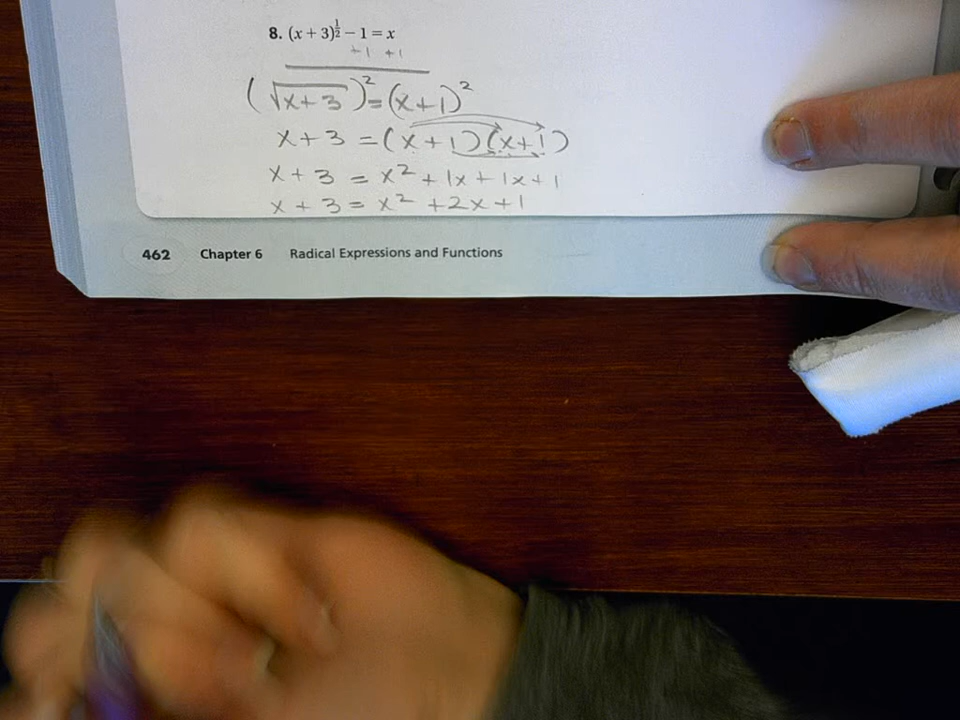 8. (x + 3)^½ − 1 = x
+1 +1
(√x+3)² = (x+1)²
x + 3 = (x + 1)(x+1)
x + 3 = x² + 1x + 1x + 1
x + 3 = x² + 2x + 1
462 Chapter 6 Radical Expressions and Functions